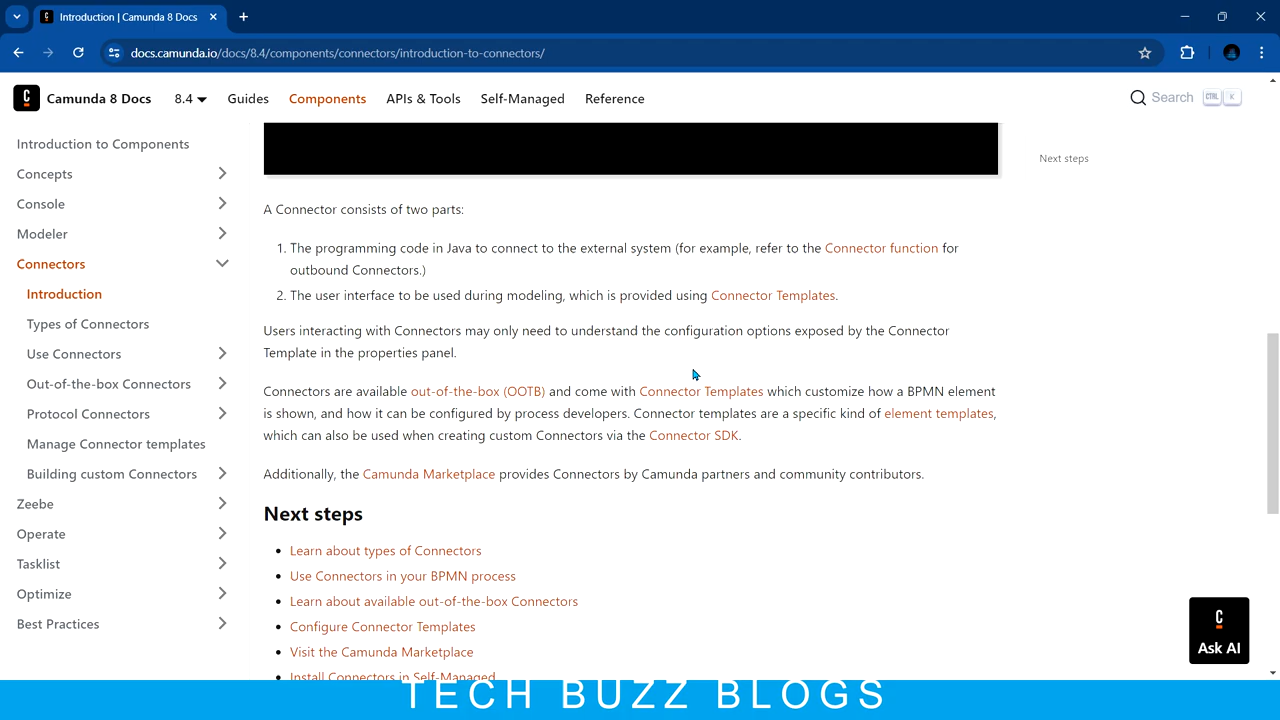 Introduction | Camunda 8 Docs
docs.camunda.io/docs/8.4/components/connectors/introduction-to-connectors/
Camunda 8 Docs
8.4
Guides
Components
APIs & Tools
Self-Managed
Reference
Search
CTRL
K
Introduction to Components
Concepts
Console
Modeler
Connectors
Introduction
Types of Connectors
Use Connectors
Out-of-the-box Connectors
Protocol Connectors
Manage Connector templates
Building custom Connectors
Zeebe
Operate
Tasklist
Optimize
Best Practices
A Connector consists of two parts:
1. The programming code in Java to connect to the external system (for example, refer to the Connector function for
outbound Connectors.)
2. The user interface to be used during modeling, which is provided using Connector Templates.
Users interacting with Connectors may only need to understand the configuration options exposed by the Connector
Template in the properties panel.
Connectors are available out-of-the-box (OOTB) and come with Connector Templates which customize how a BPMN element
is shown, and how it can be configured by process developers. Connector templates are a specific kind of element templates,
which can also be used when creating custom Connectors via the Connector SDK.
Additionally, the Camunda Marketplace provides Connectors by Camunda partners and community contributors.
Next steps
Learn about types of Connectors
Use Connectors in your BPMN process
Learn about available out-of-the-box Connectors
Configure Connector Templates
Visit the Camunda Marketplace
Install Connectors in Self-Managed
Next steps
C
Ask AI
TECH BUZZ BLOGS